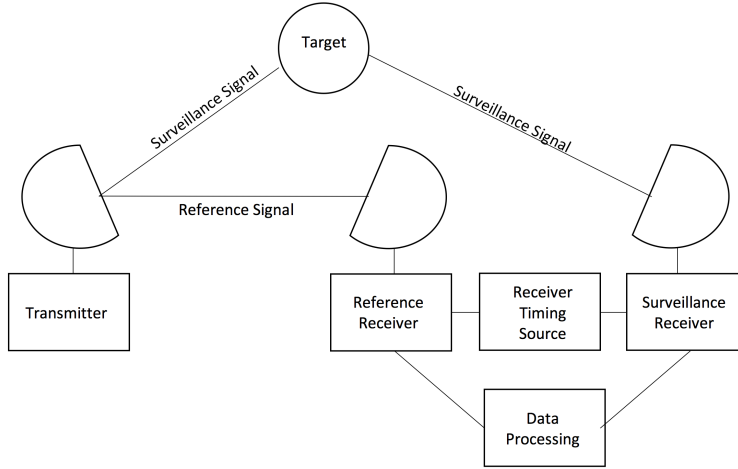 Target
Surveillance Signal
Surveillance Signal
Reference Signal
Transmitter
Reference
Receiver
Receiver
Timing
Source
Surveillance
Receiver
Data
Processing